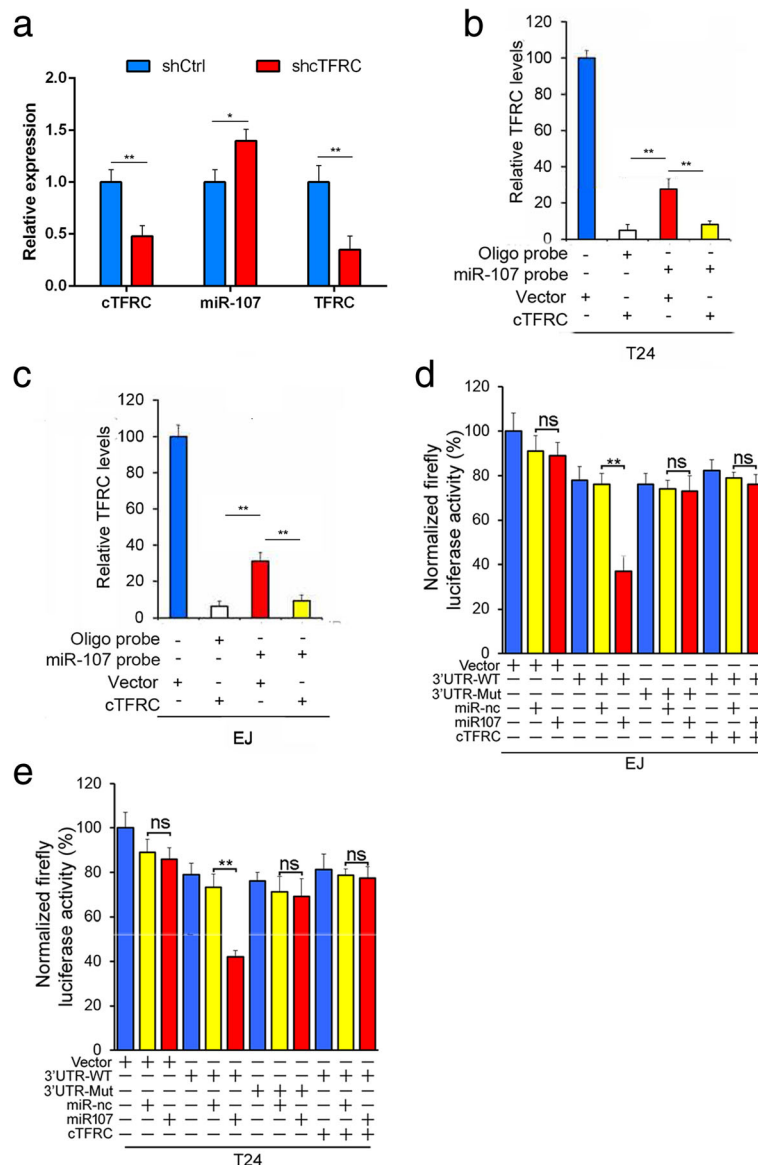 a
shCtrl shcTFRC
Relative expression
2.0
1.5
1.0
0.5
0.0
** * **
cTFRC miR-107 TFRC
b
Relative TFRC levels
120
100
80
60
40
20
0
** **
Oligo probe - + - -
miR-107 probe - - + +
Vector + - + -
cTFRC - + - +
T24
c
Relative TFRC levels
120
100
80
60
40
20
0
** **
Oligo probe - + - -
miR-107 probe - - + +
Vector + - + -
cTFRC - + - +
EJ
d
Normalized firefly
luciferase activity (%)
120
100
80
60
40
20
0
ns ** ns ns
Vector + + + − − − − − − − − −
3'UTR-WT − − − + + + − − − + + +
3'UTR-Mut − − − − − − + + + − − −
miR-nc − + − − + − − + − − + −
miR107 − − + − − + − − + − − +
cTFRC − − − − − − − − − + + +
EJ
e
Normalized firefly
luciferase activity (%)
120
100
80
60
40
20
0
ns ** ns ns
Vector + + + − − − − − − − − −
3'UTR-WT − − − + + + − − − + + +
3'UTR-Mut − − − − − − + + + − − −
miR-nc − + − − + − − + − − + −
miR107 − − + − − + − − + − − +
cTFRC − − − − − − − − − + + +
T24